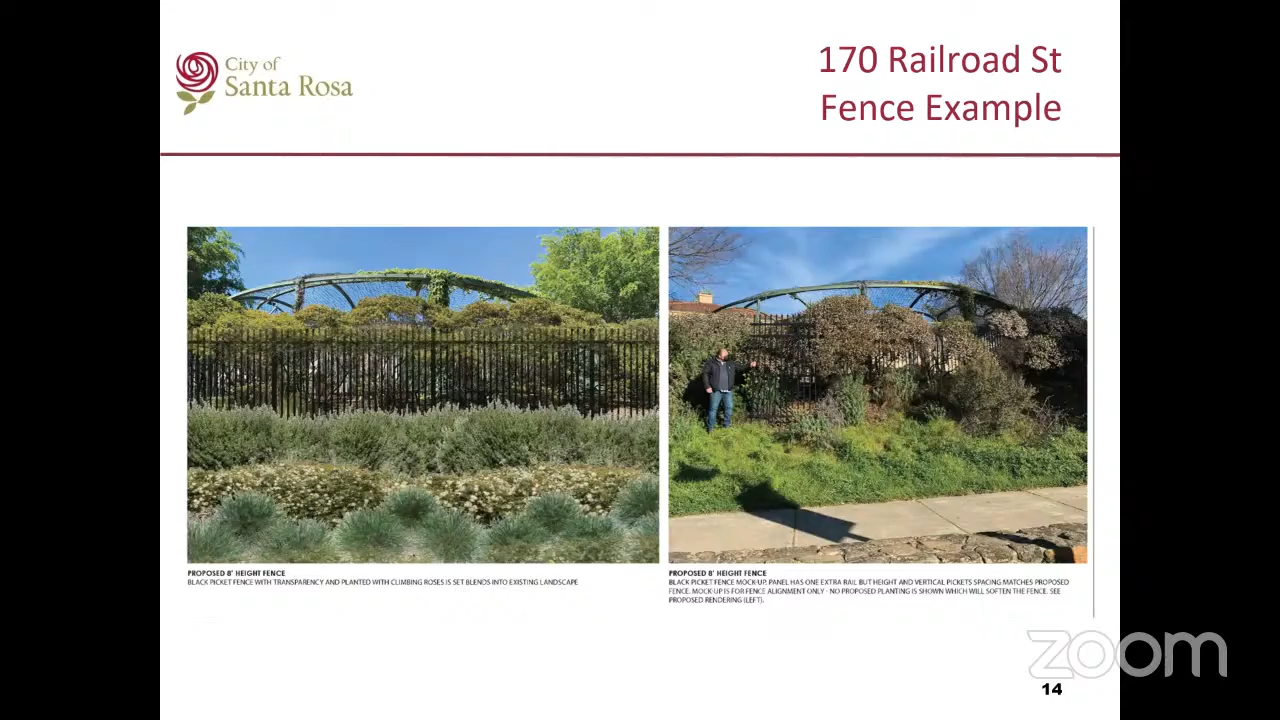 City of
Santa Rosa
170 Railroad St
Fence Example
PROPOSED 8' HEIGHT FENCE
BLACK PICKET FENCE WITH TRANSPARENCY AND PLANTED WITH CLIMBING ROSES IS SET BLENDS INTO EXISTING LANDSCAPE
PROPOSED 8' HEIGHT FENCE
BLACK PICKET FENCE MOCK-UP. PANEL HAS ONE EXTRA RAIL BUT HEIGHT AND VERTICAL PICKETS SPACING MATCHES PROPOSED
FENCE. MOCK-UP IS FOR FENCE ALIGNMENT ONLY - NO PROPOSED PLANTING IS SHOWN WHICH WILL SOFTEN THE FENCE. SEE
PROPOSED RENDERING (LEFT).
zoom
14